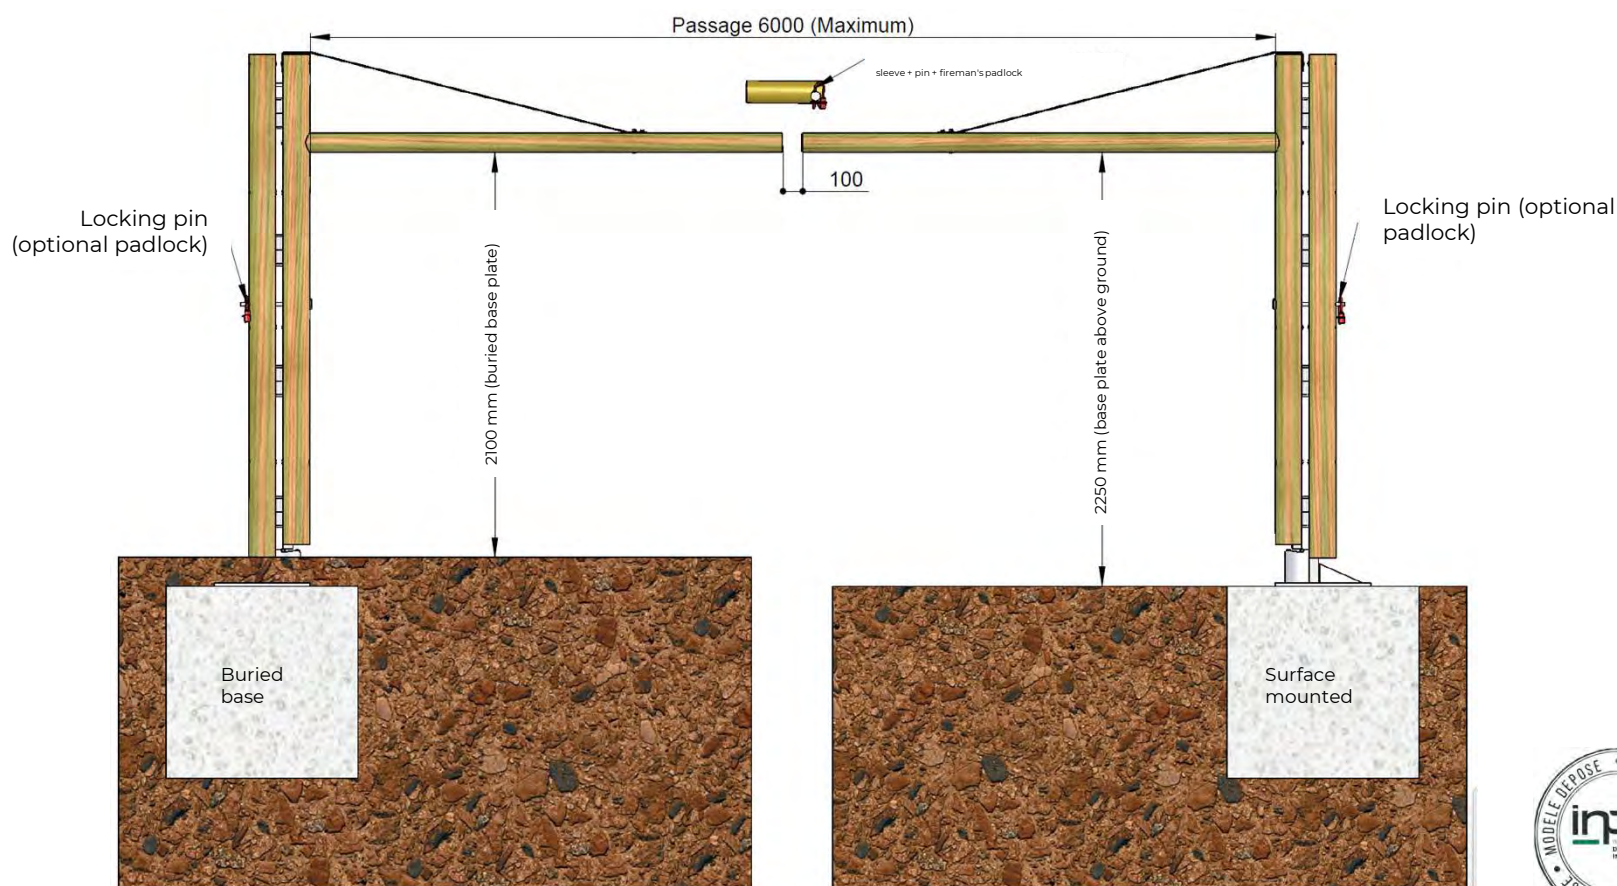 Passage 6000 (Maximum)
sleeve + pin + fireman's padlock
100
Locking pin
(optional padlock)
Locking pin (optional
padlock)
2100 mm (buried base plate)
2250 mm (base plate above ground)
Buried
base
Surface
mounted
MODELE DEPOSE